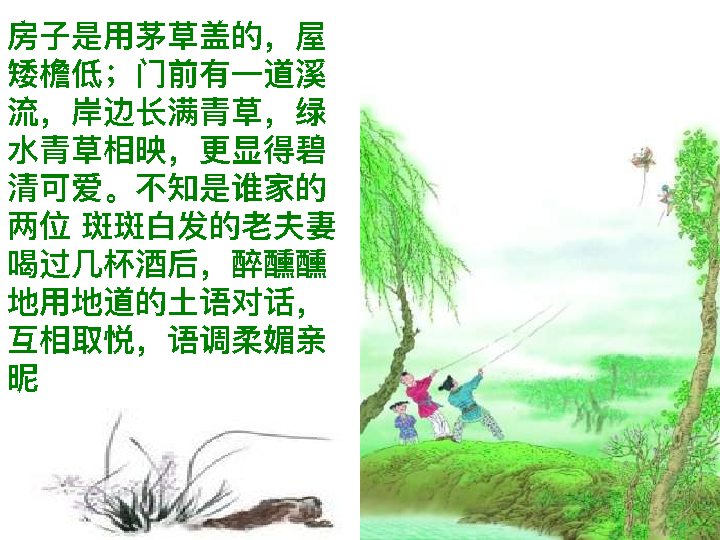 房子是用茅草盖的，屋
矮檐低；门前有一道溪
流，岸边长满青草，绿
水青草相映，更显得碧
清可爱。不知是谁家的
两位 斑斑白发的老夫妻
喝过几杯酒后，醉醺醺
地用地道的土语对话，
互相取悦，语调柔媚亲
昵